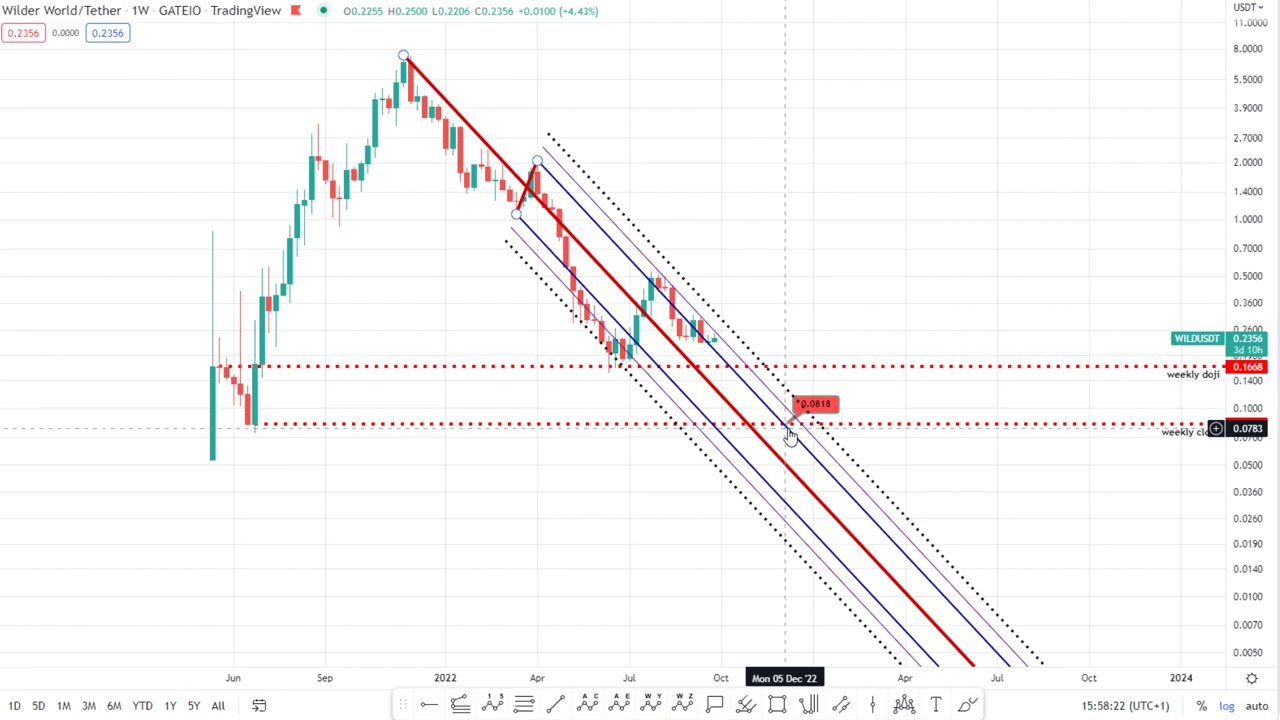 Wilder World/Tether · 1W · GATEIO · TradingView O0.2255 H0.2500 L0.2206 C0.2356 +0.0100 (+4.43%)
0.2356 0.0000 0.2356
USDT
11.0000
8.0000
5.5000
3.9000
2.7000
2.0000
1.4000
1.0000
0.7000
0.5000
0.3600
0.2600
WILDUSDT 0.2356
3d 10h
0.1668
weekly doji
0.1400
0.0818
0.1000
0.0783
weekly
0.0500
0.0360
0.0260
0.0190
0.0140
0.0100
0.0070
0.0050
Jun Sep 2022 Apr Jul Oct Mon 05 Dec '22 Apr Jul Oct 2024
1D 5D 1M 3M 6M YTD 1Y 5Y All 15:58:22 (UTC+1) % log auto